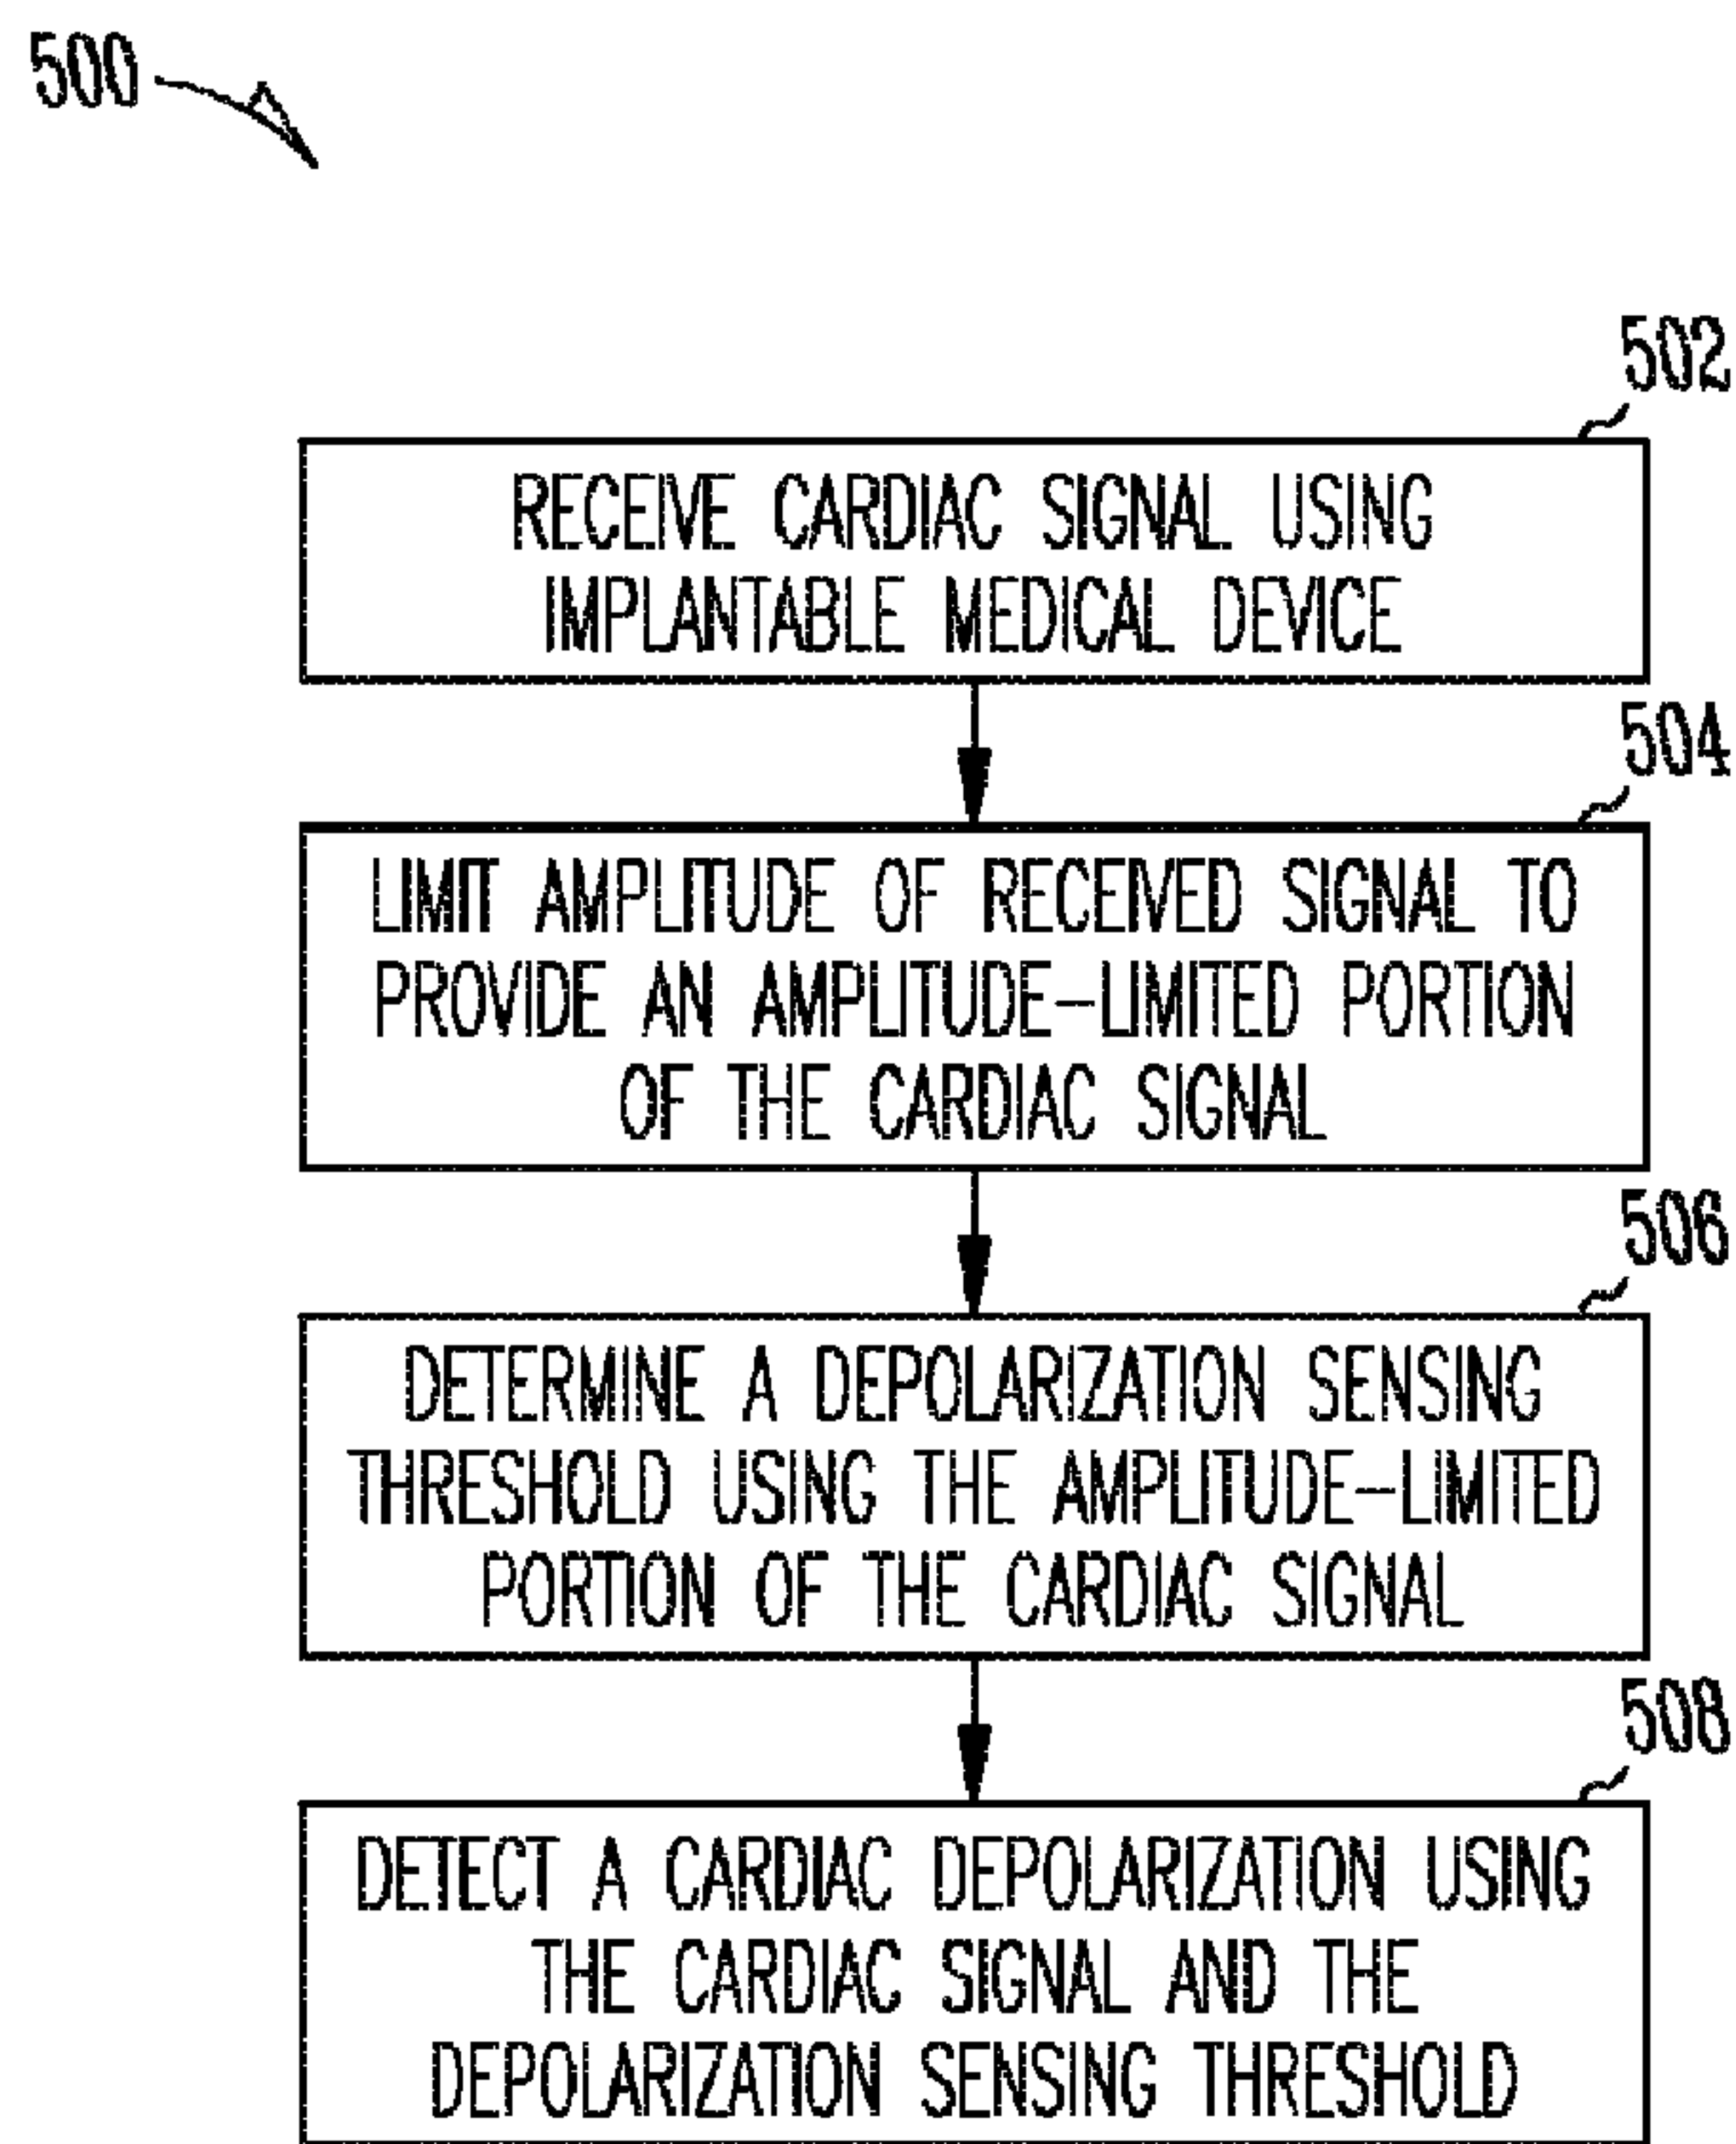 500
502
RECEIVE CARDIAC SIGNAL USING
IMPLANTABLE MEDICAL DEVICE
504
LIMIT AMPLITUDE OF RECEIVED SIGNAL TO
PROVIDE AN AMPLITUDE-LIMITED PORTION
OF THE CARDIAC SIGNAL
506
DETERMINE A DEPOLARIZATION SENSING
THRESHOLD USING THE AMPLITUDE-LIMITED
PORTION OF THE CARDIAC SIGNAL
508
DETECT A CARDIAC DEPOLARIZATION USING
THE CARDIAC SIGNAL AND THE
DEPOLARIZATION SENSING THRESHOLD